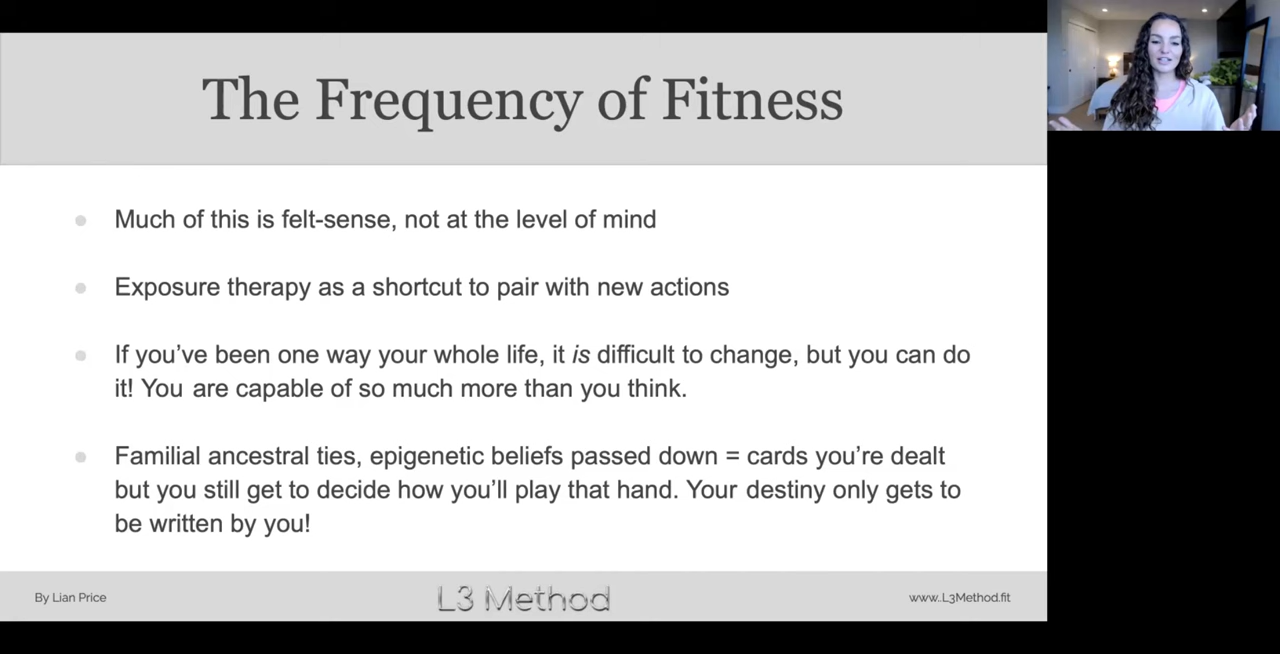 The Frequency of Fitness
Much of this is felt-sense, not at the level of mind
Exposure therapy as a shortcut to pair with new actions
If you’ve been one way your whole life, it is difficult to change, but you can do
it! You are capable of so much more than you think.
Familial ancestral ties, epigenetic beliefs passed down = cards you’re dealt
but you still get to decide how you’ll play that hand. Your destiny only gets to
be written by you!
By Lian Price
L3 Method
www..L3Method.fit